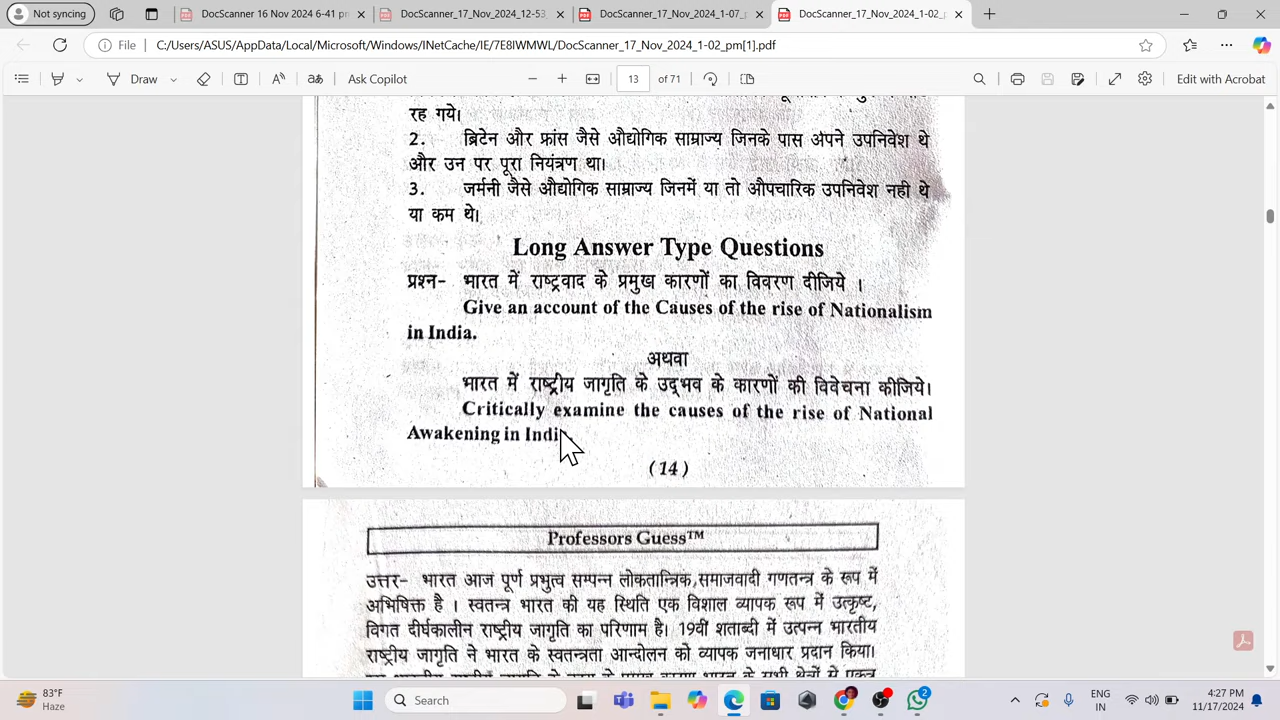 Not syncing
DocScanner 16 Nov 2024 6-41 pm
DocScanner_17_Nov_2024_12-53
DocScanner_17_Nov_2024_1-07_p
DocScanner_17_Nov_2024_1-02_p
File C:/Users/ASUS/AppData/Local/Microsoft/Windows/INetCache/IE/7E8IWMWL/DocScanner_17_Nov_2024_1-02_pm[1].pdf
Draw Ask Copilot 13 of 71 Edit with Acrobat
रह गये।
2. ब्रिटेन और फ्रांस जैसे औद्योगिक साम्राज्य जिनके पास अपने उपनिवेश थे
और उन पर पूरा नियंत्रण था।
3. जर्मनी जैसे औद्योगिक साम्राज्य जिनमें या तो औपचारिक उपनिवेश नही थे
या कम थे।
Long Answer Type Questions
प्रश्न- भारत में राष्ट्रवाद के प्रमुख कारणों का विवरण दीजिये ।
Give an account of the Causes of the rise of Nationalism
in India.
अथवा
भारत में राष्ट्रीय जागृति के उद्भव के कारणों की विवेचना कीजिये।
Critically examine the causes of the rise of National
Awakening in Indi
(14)
Professors Guess™
उत्तर- भारत आज पूर्ण प्रभुत्व सम्पन्न लोकतान्त्रिक,समाजवादी गणतन्त्र के रूप में
अभिषिक्त है । स्वतन्त्र भारत की यह स्थिति एक विशाल व्यापक रूप में उत्कृष्ट,
विगत दीर्घकालीन राष्ट्रीय जागृति का परिणाम है। 19वीं शताब्दी में उत्पन्न भारतीय
राष्ट्रीय जागृति ने भारत के स्वतन्त्रता आन्दोलन को व्यापक जनाधार प्रदान किया।
83°F
Haze
Search
2
ENG
IN
4:27 PM
11/17/2024